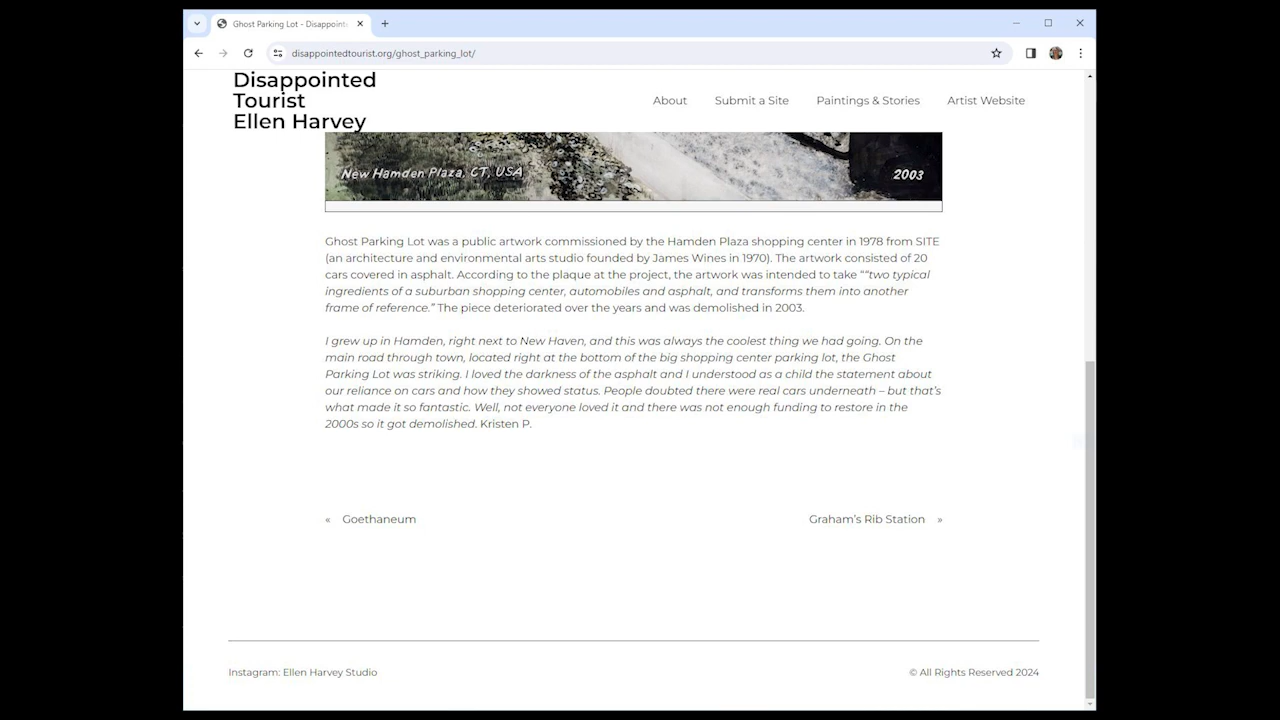 Ghost Parking Lot - Disappoint
disappointedtourist.org/ghost_parking_lot/
Disappointed
Tourist
Ellen Harvey
About Submit a Site Paintings & Stories Artist Website
New Hamden Plaza, CT, USA 2003
Ghost Parking Lot was a public artwork commissioned by the Hamden Plaza shopping center in 1978 from SITE
(an architecture and environmental arts studio founded by James Wines in 1970). The artwork consisted of 20
cars covered in asphalt. According to the plaque at the project, the artwork was intended to take ““two typical
ingredients of a suburban shopping center, automobiles and asphalt, and transforms them into another
frame of reference.” The piece deteriorated over the years and was demolished in 2003.
I grew up in Hamden, right next to New Haven, and this was always the coolest thing we had going. On the
main road through town, located right at the bottom of the big shopping center parking lot, the Ghost
Parking Lot was striking. I loved the darkness of the asphalt and I understood as a child the statement about
our reliance on cars and how they showed status. People doubted there were real cars underneath – but that’s
what made it so fantastic. Well, not everyone loved it and there was not enough funding to restore in the
2000s so it got demolished. Kristen P.
« Goethaneum Graham’s Rib Station »
Instagram: Ellen Harvey Studio © All Rights Reserved 2024